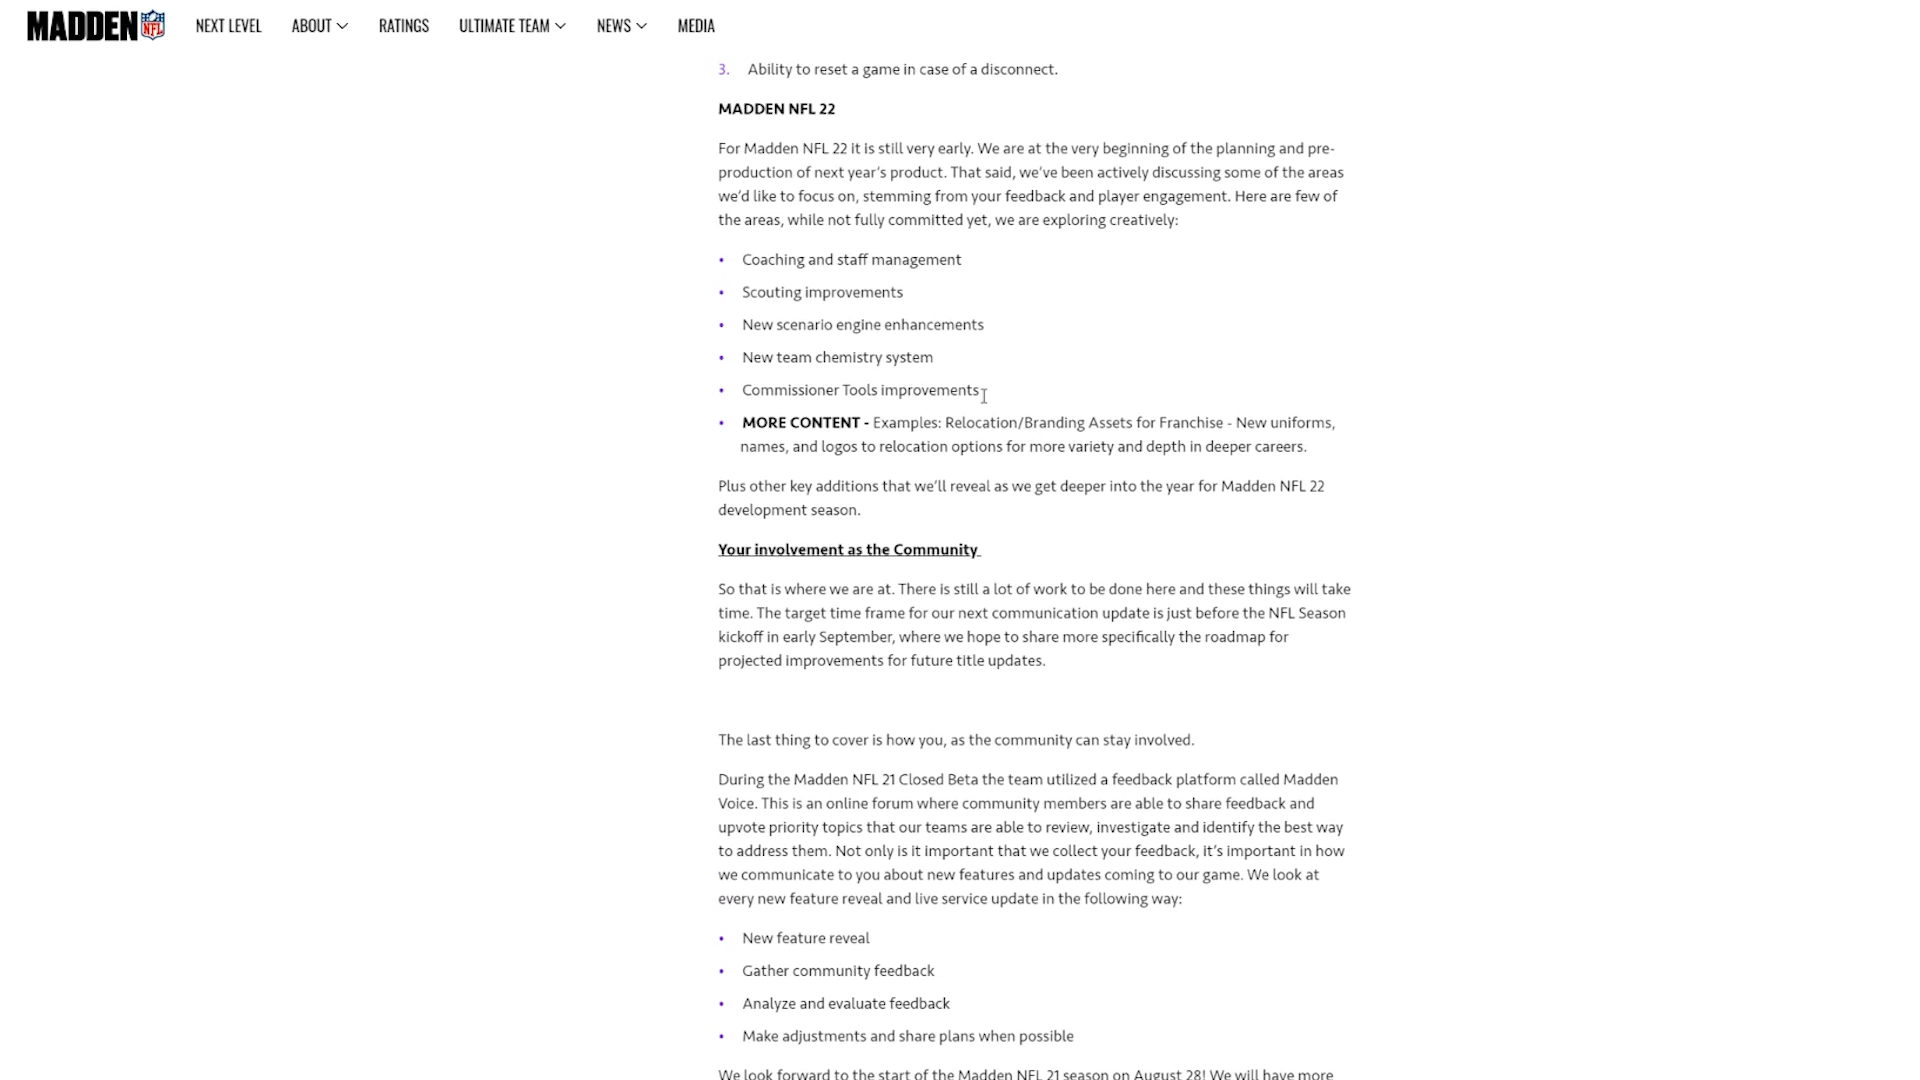 MADDEN NFL NEXT LEVEL ABOUT RATINGS ULTIMATE TEAM NEWS MEDIA
3. Ability to reset a game in case of a disconnect.
MADDEN NFL 22
For Madden NFL 22 it is still very early. We are at the very beginning of the planning and pre-
production of next year's product. That said, we've been actively discussing some of the areas
we'd like to focus on, stemming from your feedback and player engagement. Here are few of
the areas, while not fully committed yet, we are exploring creatively:
• Coaching and staff management
• Scouting improvements
• New scenario engine enhancements
• New team chemistry system
• Commissioner Tools improvements
• MORE CONTENT - Examples: Relocation/Branding Assets for Franchise - New uniforms,
names, and logos to relocation options for more variety and depth in deeper careers.
Plus other key additions that we'll reveal as we get deeper into the year for Madden NFL 22
development season.
Your involvement as the Community
So that is where we are at. There is still a lot of work to be done here and these things will take
time. The target time frame for our next communication update is just before the NFL Season
kickoff in early September, where we hope to share more specifically the roadmap for
projected improvements for future title updates.
The last thing to cover is how you, as the community can stay involved.
During the Madden NFL 21 Closed Beta the team utilized a feedback platform called Madden
Voice. This is an online forum where community members are able to share feedback and
upvote priority topics that our teams are able to review, investigate and identify the best way
to address them. Not only is it important that we collect your feedback, it's important in how
we communicate to you about new features and updates coming to our game. We look at
every new feature reveal and live service update in the following way:
• New feature reveal
• Gather community feedback
• Analyze and evaluate feedback
• Make adjustments and share plans when possible
We look forward to the start of the Madden NFL 21 season on August 28! We will have more